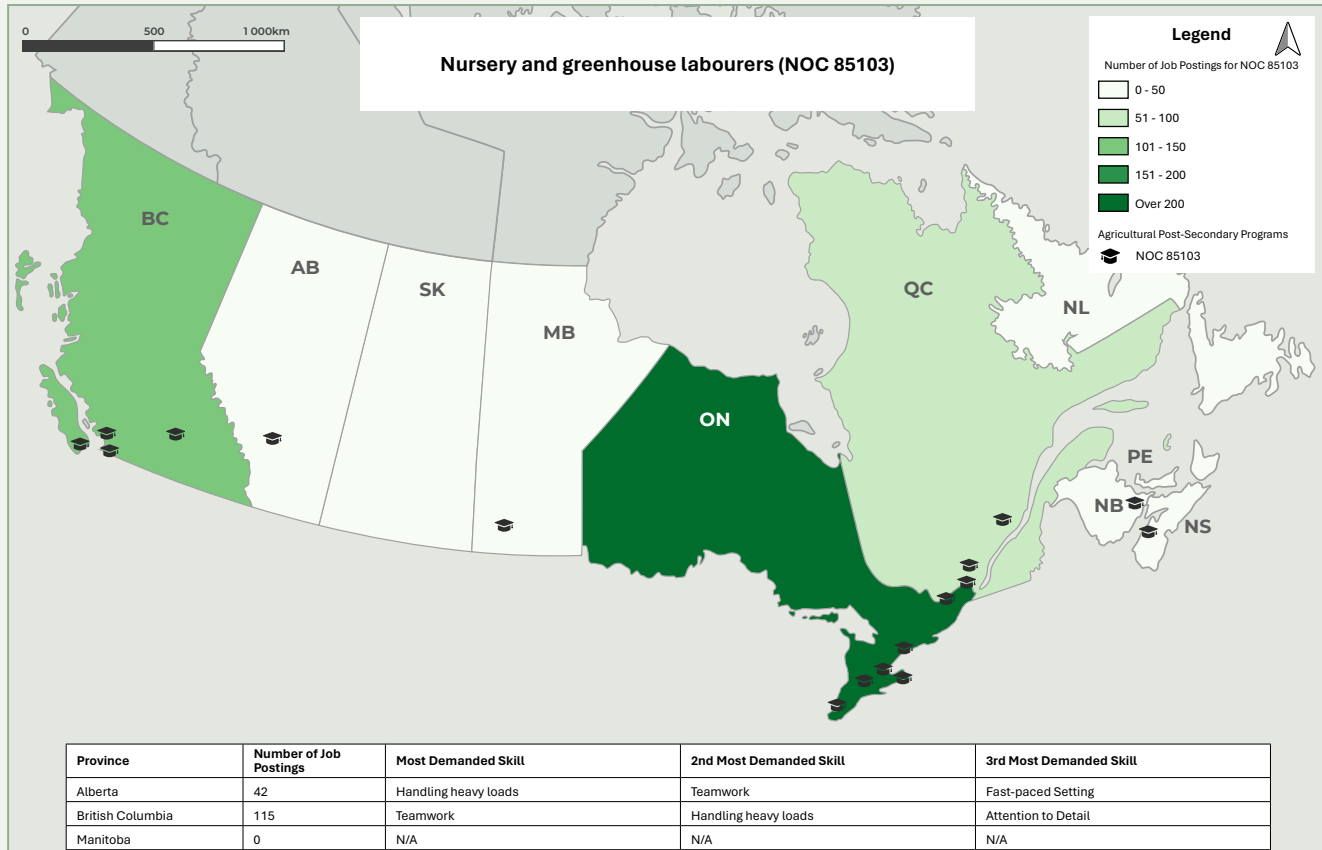 0 500 1 000km
Nursery and greenhouse labourers (NOC 85103)
Legend
Number of Job Postings for NOC 85103
0 - 50
51 - 100
101 - 150
151 - 200
Over 200
Agricultural Post-Secondary Programs
NOC 85103
BC
AB
SK
MB
ON
QC
NL
PE
NB
NS
Province Number of Job Postings Most Demanded Skill 2nd Most Demanded Skill 3rd Most Demanded Skill
Alberta 42 Handling heavy loads Teamwork Fast-paced Setting
British Columbia 115 Teamwork Handling heavy loads Attention to Detail
Manitoba 0 N/A N/A N/A